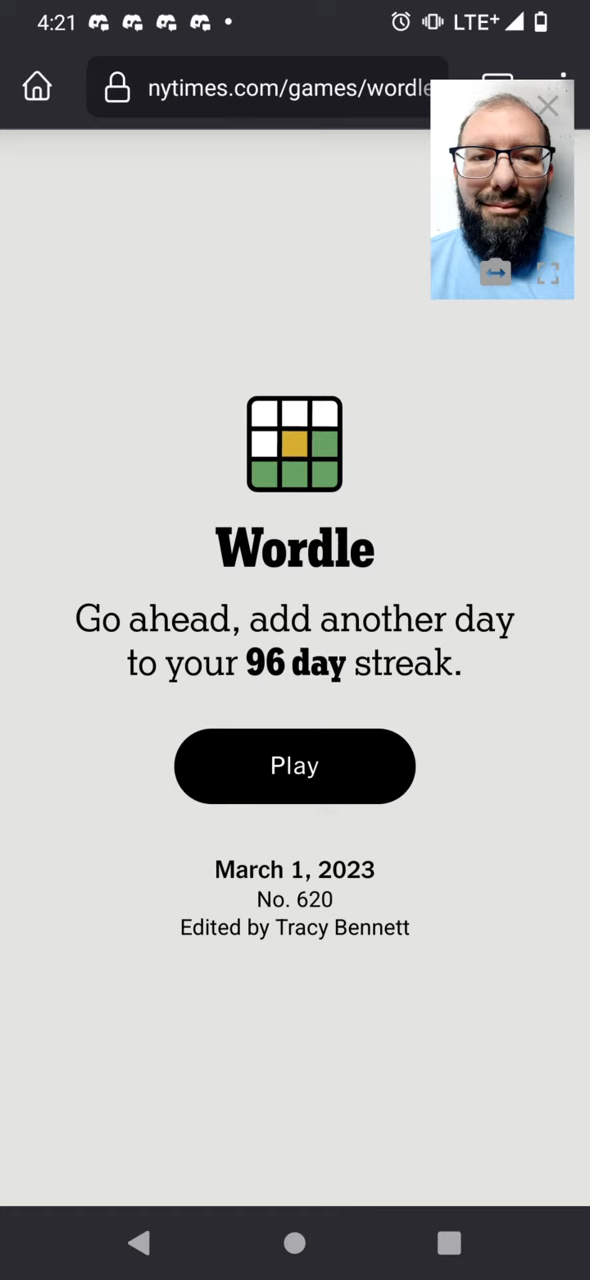 4:21
LTE+
nytimes.com/games/wordle
Wordle
Go ahead, add another day
to your 96 day streak.
Play
March 1, 2023
No. 620
Edited by Tracy Bennett